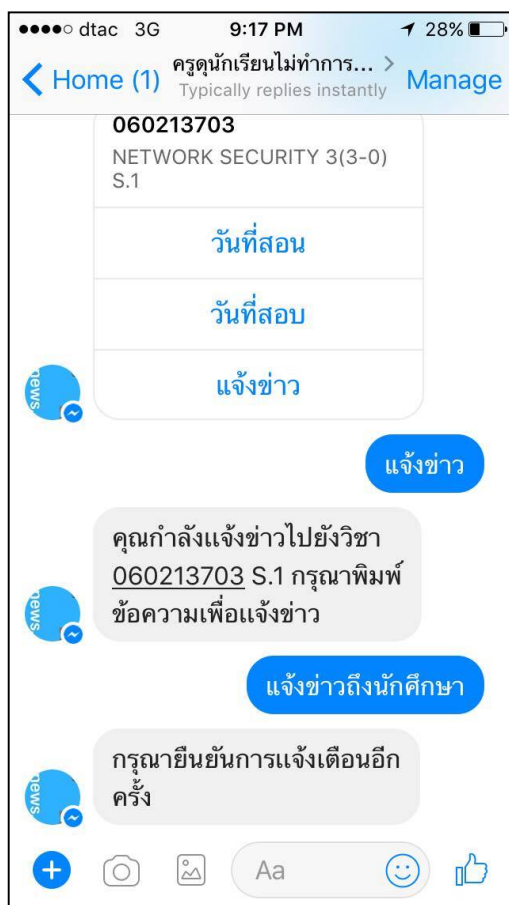 dtac 3G 9:17 PM 28%
Home (1) ครูดุนักเรียนไม่ทำการ... Manage
Typically replies instantly
060213703
NETWORK SECURITY 3(3-0)
S.1
วันที่สอน
วันที่สอบ
แจ้งข่าว
news
แจ้งข่าว
คุณกำลังแจ้งข่าวไปยังวิชา
060213703 S.1 กรุณาพิมพ์
ข้อความเพื่อแจ้งข่าว
news
แจ้งข่าวถึงนักศึกษา
กรุณายืนยันการแจ้งเตือนอีก
ครั้ง
news
Aa